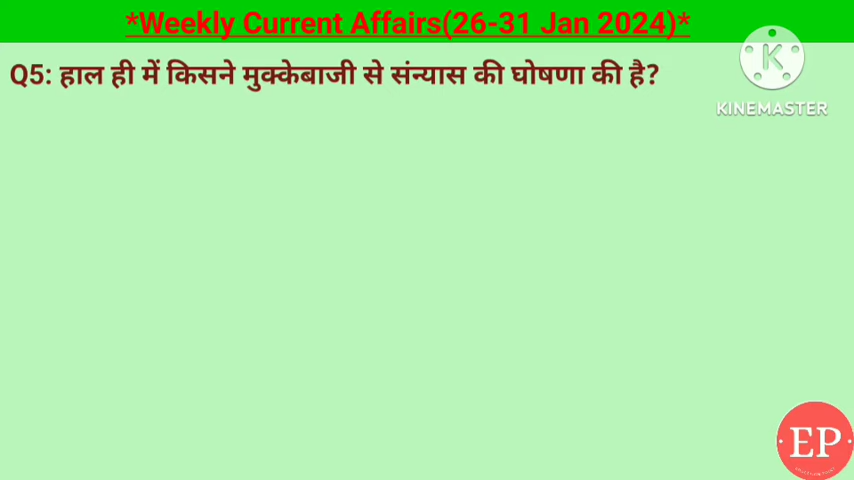 *Weekly Current Affairs(26-31 Jan 2024)*
Q5: हाल ही में किसने मुक्केबाजी से संन्यास की घोषणा की है?
K
KINEMASTER
EP